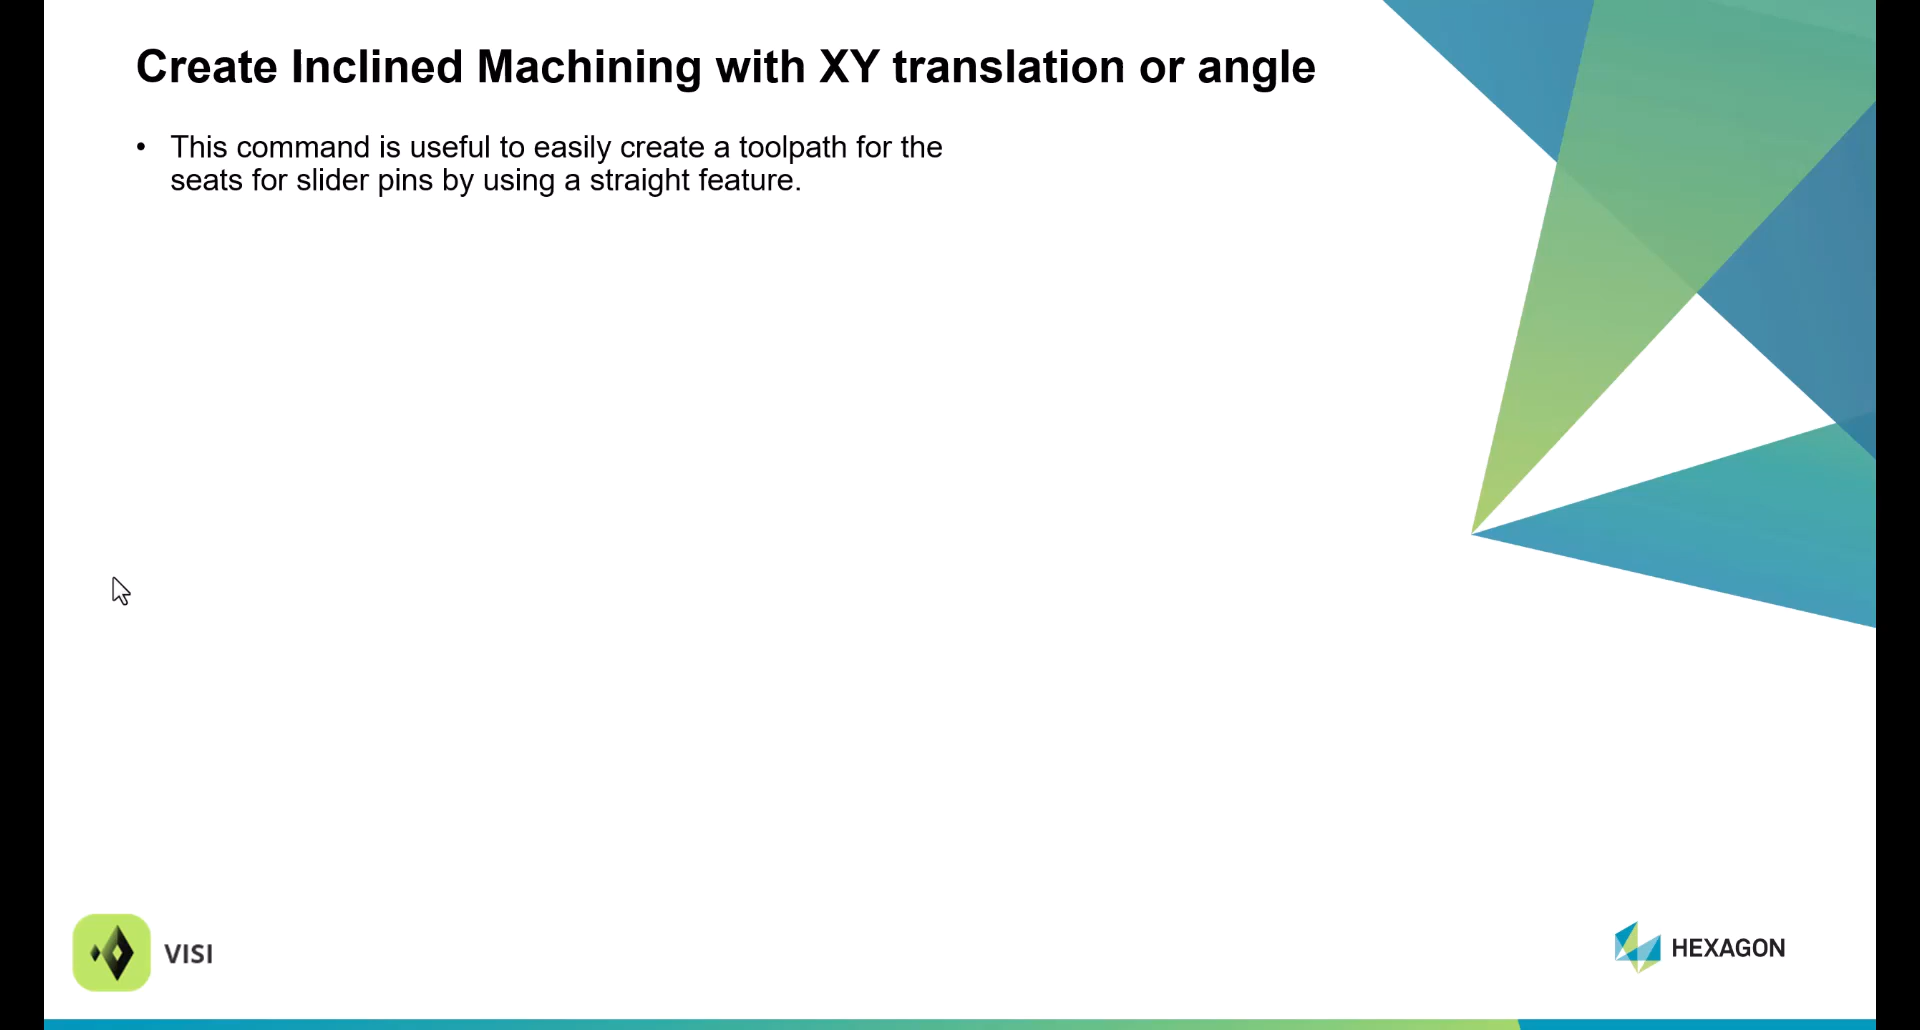 Create Inclined Machining with XY translation or angle
• This command is useful to easily create a toolpath for the
seats for slider pins by using a straight feature.
VISI
HEXAGON